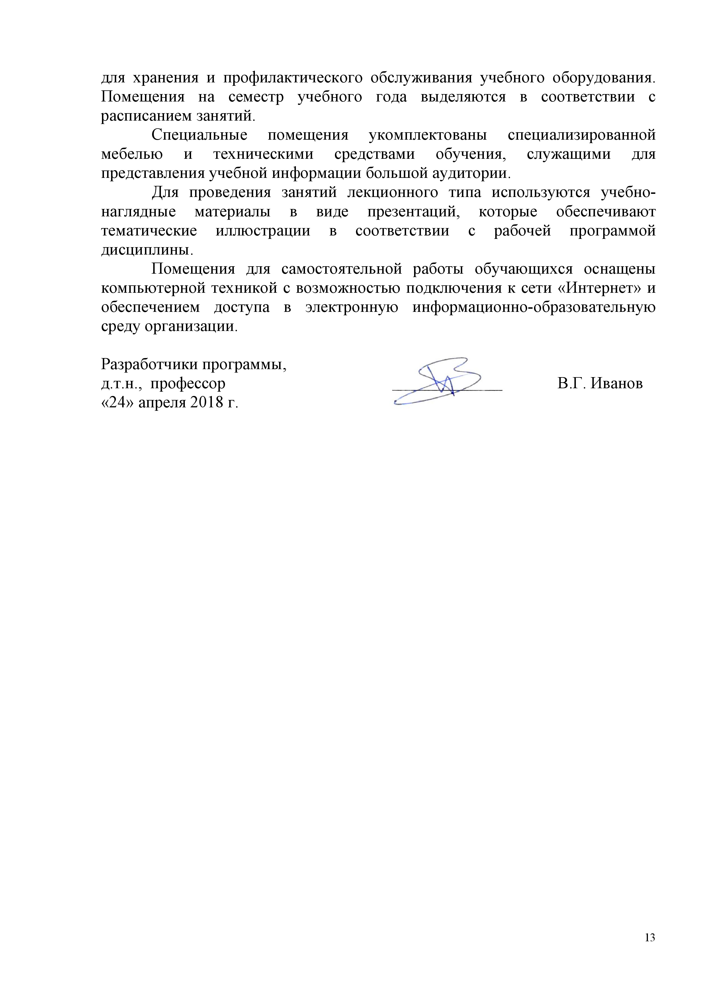 для хранения и профилактического обслуживания учебного оборудования.
Помещения на семестр учебного года выделяются в соответствии с
расписанием занятий.
Специальные помещения укомплектованы специализированной
мебелью и техническими средствами обучения, служащими для
представления учебной информации большой аудитории.
Для проведения занятий лекционного типа используются учебно-
наглядные материалы в виде презентаций, которые обеспечивают
тематические иллюстрации в соответствии с рабочей программой
дисциплины.
Помещения для самостоятельной работы обучающихся оснащены
компьютерной техникой с возможностью подключения к сети «Интернет» и
обеспечением доступа в электронную информационно-образовательную
среду организации.
Разработчики программы,
д.т.н., профессор В.Г. Иванов
«24» апреля 2018 г.
13